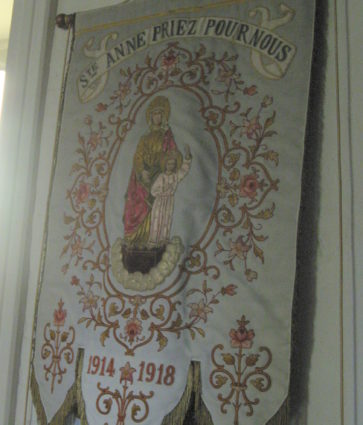 STE ANNE PRIEZ POUR NOUS
1914 1918